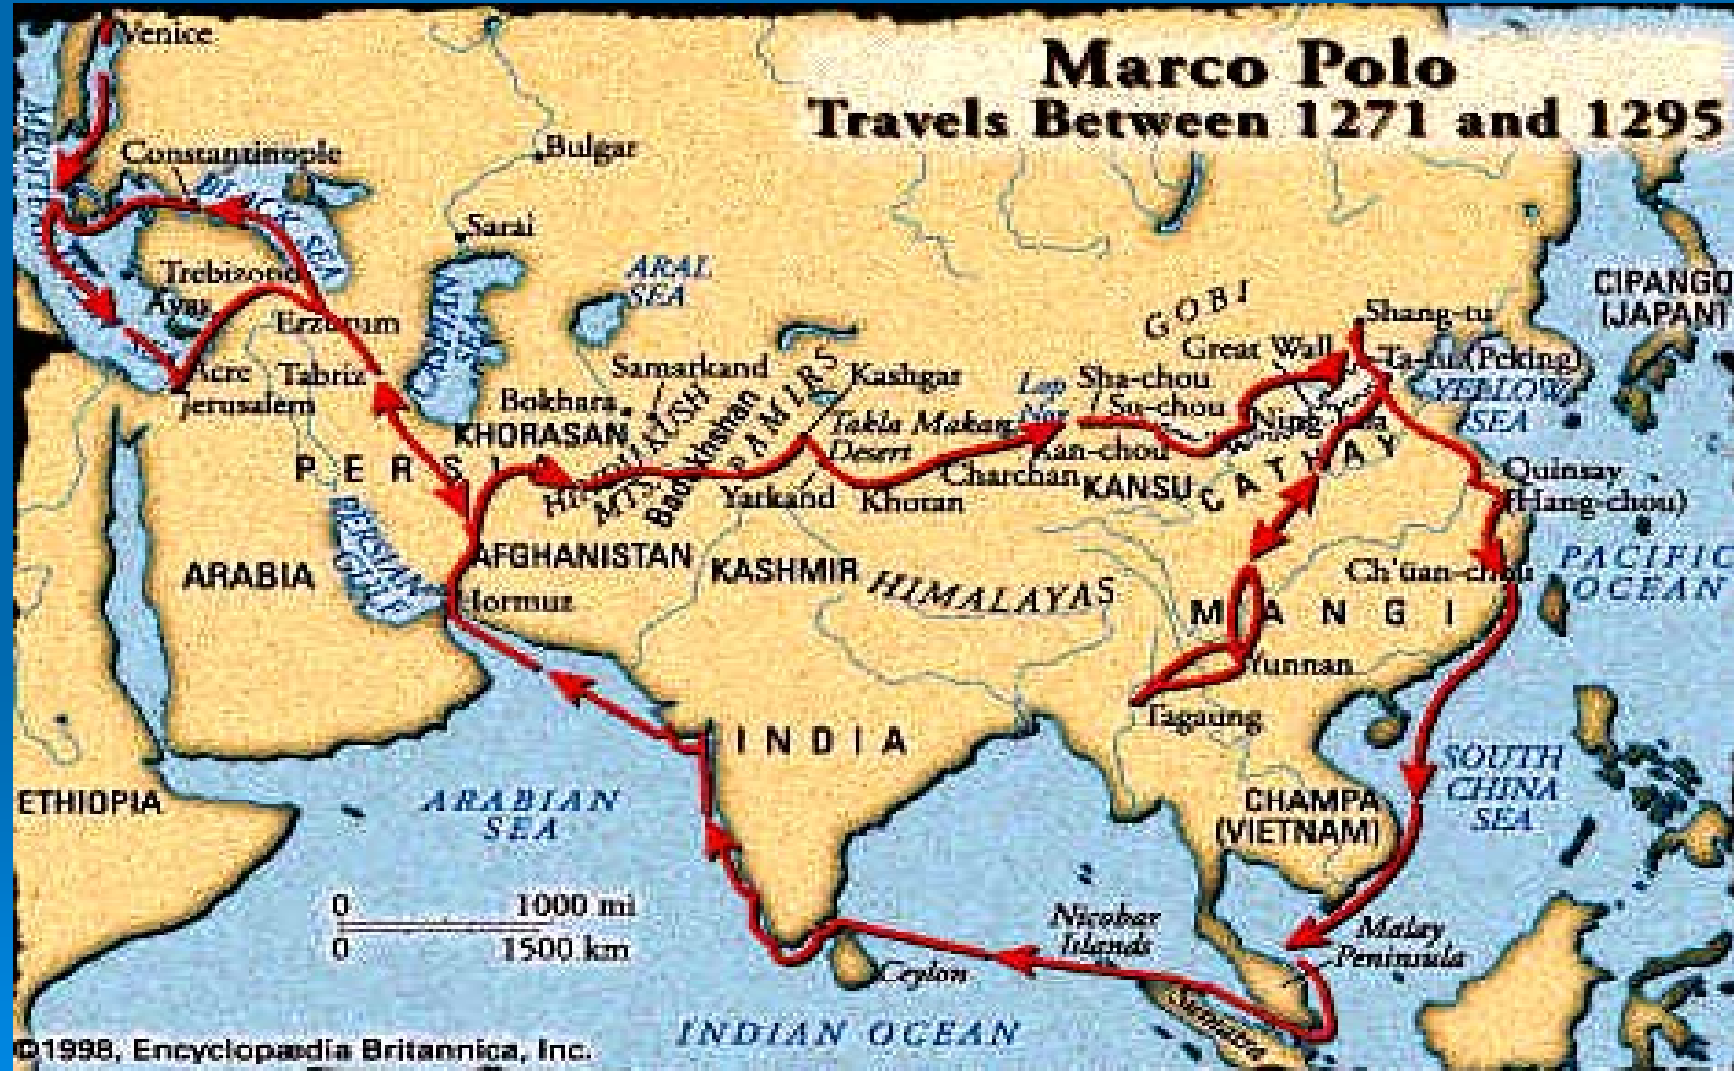 Marco Polo
Travels Between 1271 and 1295
Venice
Constantinople
BLACK SEA
Bulgar
Sarai
Trebizond
Ayay
Erzurum
Acre
Tabriz
Jerusalem
CASPIAN
SEA
ARAL
SEA
Samarkand
Bokhara
KHORASAN
HINDU KUSH
MTS
Badakhshan
PAMIRS
Kashgar
Takla Makan
Desert
Yarkand
Khotan
Charchan
Lop
Nor
Sha-chou
Su-chou
Kan-chou
KANSU
GOBI
Great Wall
Shang-tu
Ta-tu (Peking)
CATHAY
YELLOW
SEA
CIPANGO
(JAPAN)
Quinsay
(Hang-chou)
PACIFIC
OCEAN
Ch'üan-chou
PERSIA
PERSIAN
GULF
ARABIA
AFGHANISTAN
Hormuz
KASHMIR
HIMALAYAS
MANGI
Yunnan
Tagaung
INDIA
ETHIOPIA
ARABIAN
SEA
CHAMPA
(VIETNAM)
SOUTH
CHINA
SEA
0 1000 mi
0 1500 km
Nicobar
Islands
Malay
Peninsula
Ceylon
Sumatra
INDIAN OCEAN
©1998, Encyclopædia Britannica, Inc.